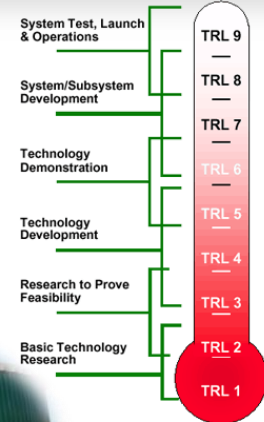 System Test, Launch
& Operations
System/Subsystem
Development
Technology
Demonstration
Technology
Development
Research to Prove
Feasibility
Basic Technology
Research
TRL 9
TRL 8
TRL 7
TRL 6
TRL 5
TRL 4
TRL 3
TRL 2
TRL 1